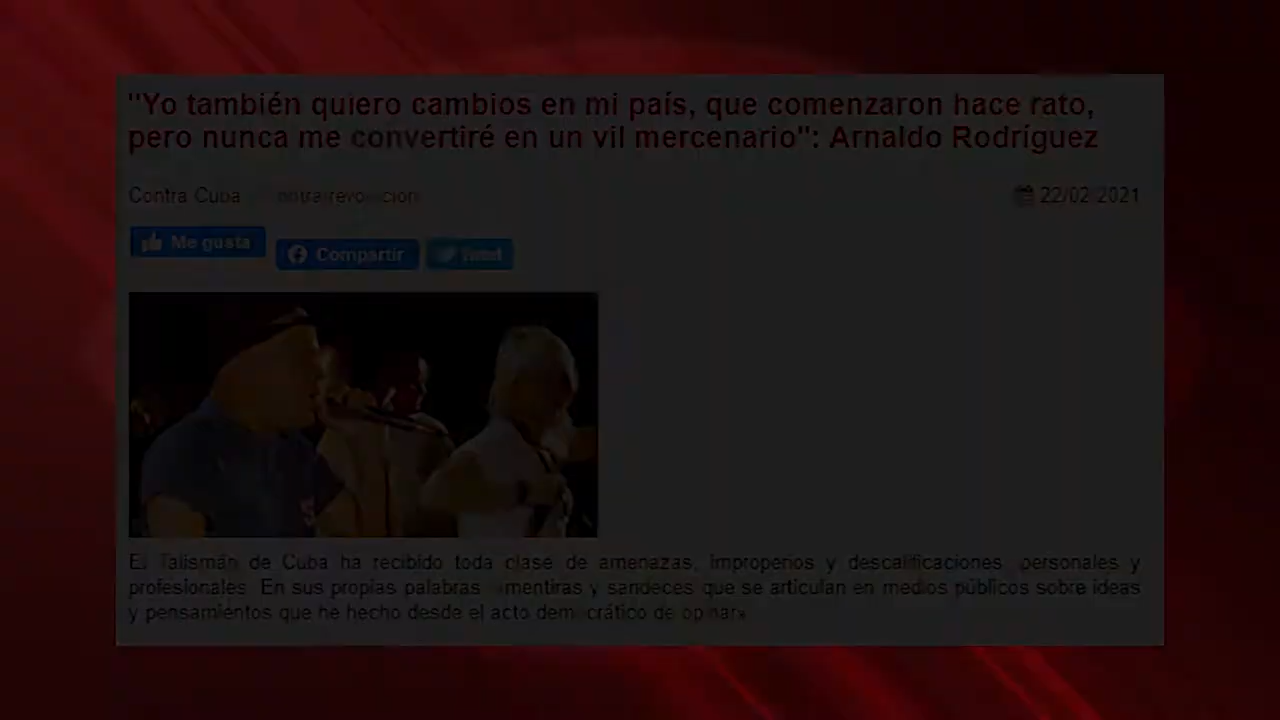 "Yo también quiero cambios en mi país, que comenzaron hace rato,
pero nunca me convertiré en un vil mercenario": Arnaldo Rodríguez
Contra Cuba Contrarrevolución
22/02/2021
Me gusta
Compartir
Tweet
El Talismán de Cuba ha recibido toda clase de amenazas, improperios y descalificaciones personales y
profesionales. En sus propias palabras «mentiras y sandeces que se articulan en medios públicos sobre ideas
y pensamientos que he hecho desde el acto democrático de opinar»